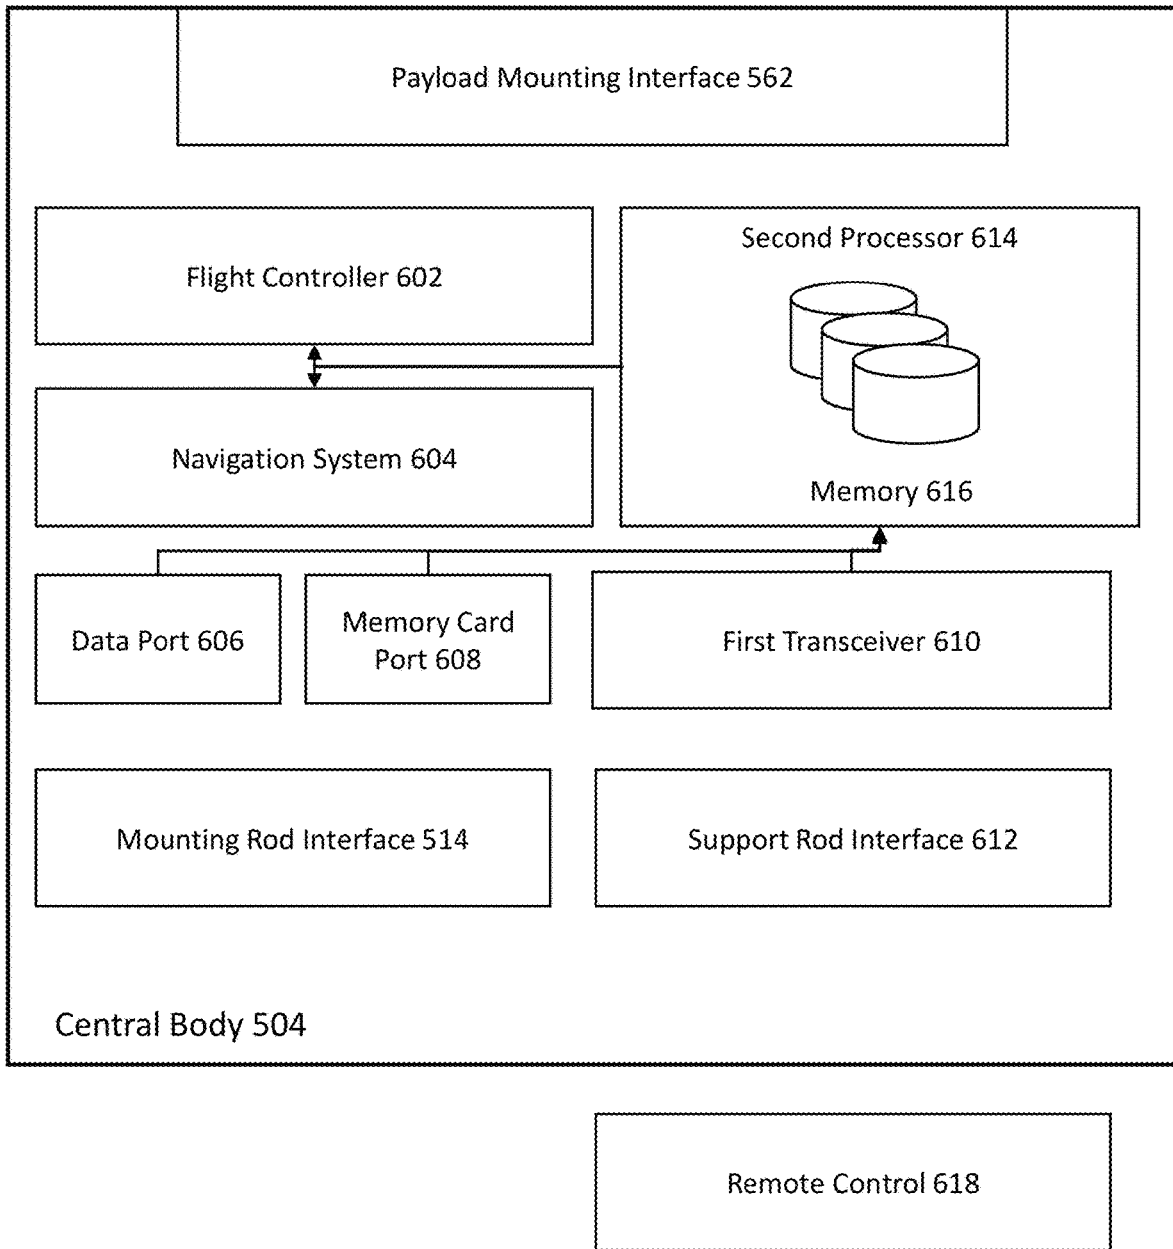 Payload Mounting Interface 562
Flight Controller 602
Second Processor 614
Navigation System 604
Memory 616
Data Port 606
Memory Card
Port 608
First Transceiver 610
Mounting Rod Interface 514
Support Rod Interface 612
Central Body 504
Remote Control 618